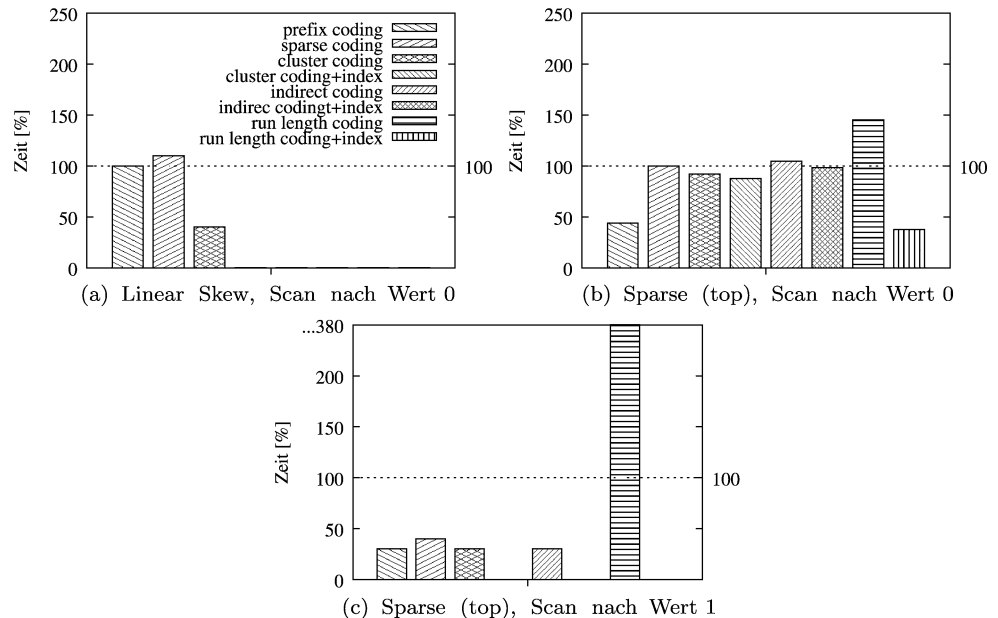 250
200
150
100
50
0
Zeit [%]
100
prefix coding
sparse coding
cluster coding
cluster coding+index
indirect coding
indirec codingt+index
run length coding
run length coding+index
(a) Linear Skew, Scan nach Wert 0
250
200
150
100
50
0
Zeit [%]
100
(b) Sparse (top), Scan nach Wert 0
...380
200
150
100
50
0
Zeit [%]
100
(c) Sparse (top), Scan nach Wert 1